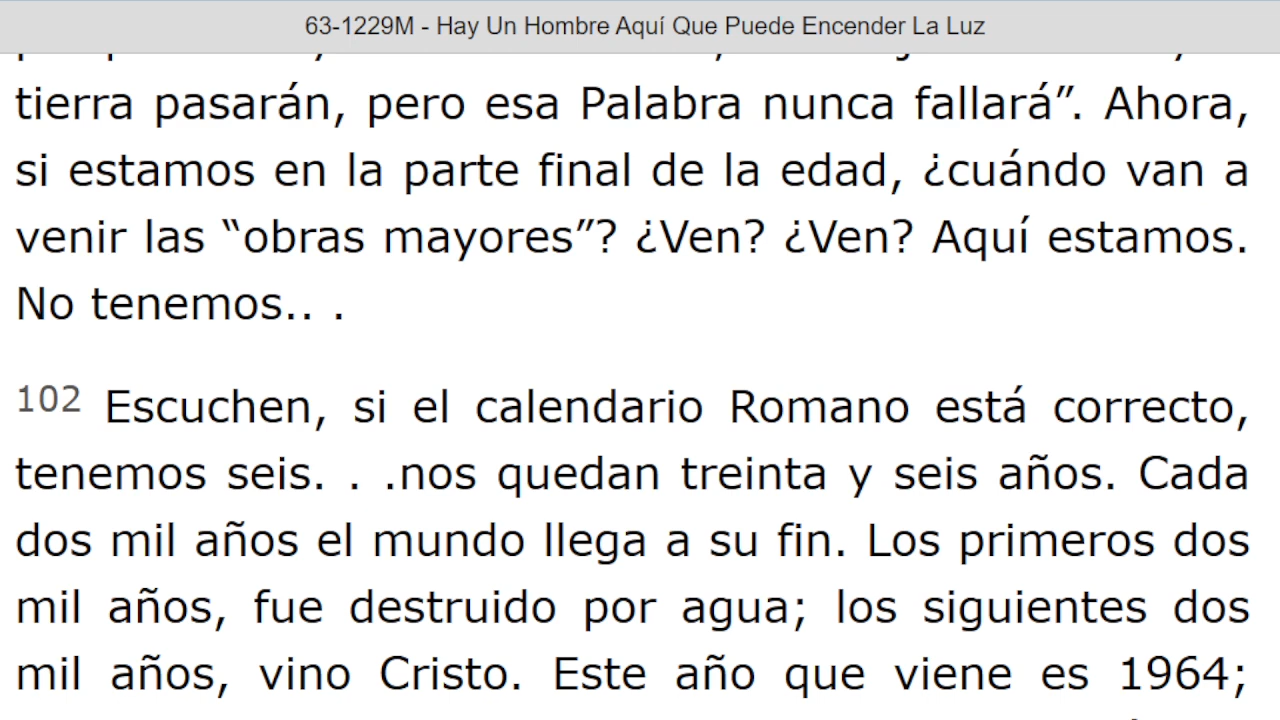 63-1229M - Hay Un Hombre Aquí Que Puede Encender La Luz
tierra pasarán, pero esa Palabra nunca fallará”. Ahora,
si estamos en la parte final de la edad, ¿cuándo van a
venir las “obras mayores”? ¿Ven? ¿Ven? Aquí estamos.
No tenemos.. .
102 Escuchen, si el calendario Romano está correcto,
tenemos seis. . .nos quedan treinta y seis años. Cada
dos mil años el mundo llega a su fin. Los primeros dos
mil años, fue destruido por agua; los siguientes dos
mil años, vino Cristo. Este año que viene es 1964;